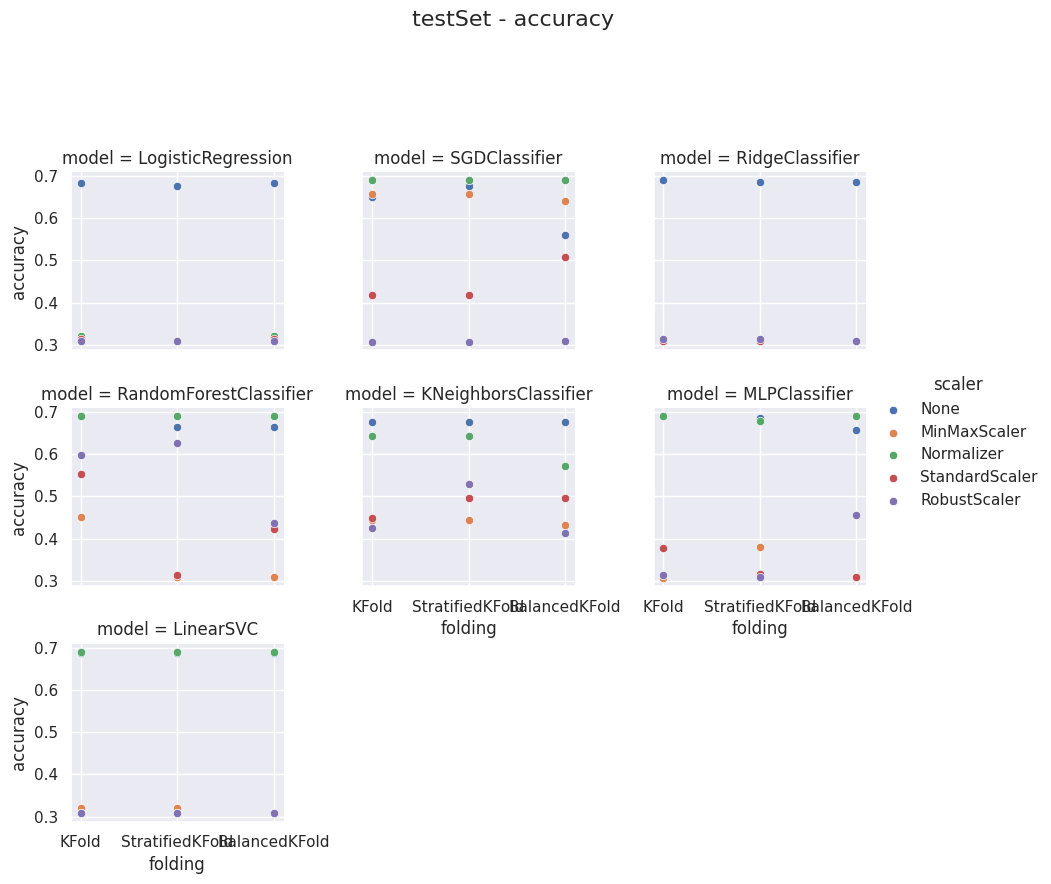 testSet - accuracy
model = LogisticRegression
model = SGDClassifier
model = RidgeClassifier
0.7
0.6
0.5
0.4
0.3
accuracy
model = RandomForestClassifier
model = KNeighborsClassifier
model = MLPClassifier
0.7
0.6
0.5
0.4
0.3
accuracy
KFold
StratifiedKFold
BalancedKFold
folding
KFold
StratifiedKFold
BalancedKFold
folding
scaler
None
MinMaxScaler
Normalizer
StandardScaler
RobustScaler
model = LinearSVC
0.7
0.6
0.5
0.4
0.3
accuracy
KFold
StratifiedKFold
BalancedKFold
folding